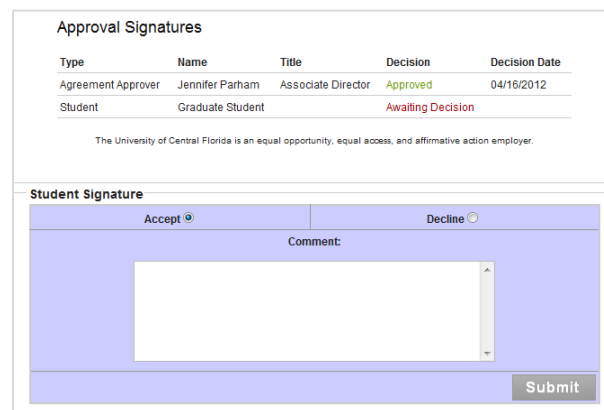 Approval Signatures
Type Name Title Decision Decision Date
Agreement Approver Jennifer Parham Associate Director Approved 04/16/2012
Student Graduate Student Awaiting Decision
The University of Central Florida is an equal opportunity, equal access, and affirmative action employer.
Student Signature
Accept Decline
Comment:
Submit